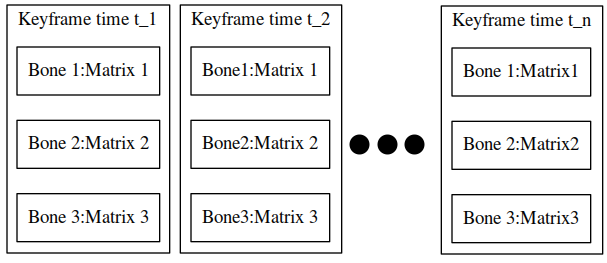 Keyframe time t_1
Bone 1:Matrix 1
Bone 2:Matrix 2
Bone 3:Matrix 3
Keyframe time t_2
Bone1:Matrix 1
Bone2:Matrix 2
Bone3:Matrix 3
Keyframe time t_n
Bone 1:Matrix1
Bone 2:Matrix2
Bone 3:Matrix3